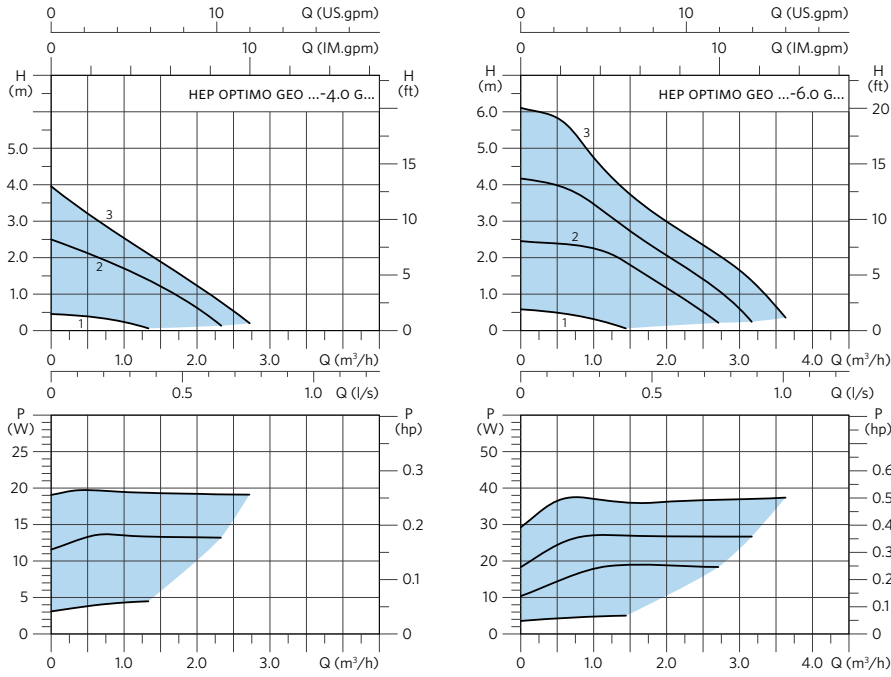 0 10 Q (US.gpm)
0 10 Q (IM.gpm)
H (m) H (ft)
HEP OPTIMO GEO ...-4.0 G...
5.0 15
4.0
3.0 10
2.0
5
1.0
0 0
3
2
1
0 1.0 2.0 3.0 Q (m³/h)
0 0.5 1.0 Q (l/s)
P (W) P (hp)
25
0.3
20
15 0.2
10
0.1
5
0 0
0 1.0 2.0 3.0 Q (m³/h)
0 10 Q (US.gpm)
0 10 Q (IM.gpm)
H (m) H (ft)
HEP OPTIMO GEO ...-6.0 G...
6.0 20
5.0 15
4.0
3.0 10
2.0
5
1.0
0 0
3
2
1
0 1.0 2.0 3.0 4.0 Q (m³/h)
0 0.5 1.0 Q (l/s)
P (W) P (hp)
50
0.6
40 0.5
0.4
30
0.3
20
0.2
10 0.1
0 0
0 1.0 2.0 3.0 4.0 Q (m³/h)